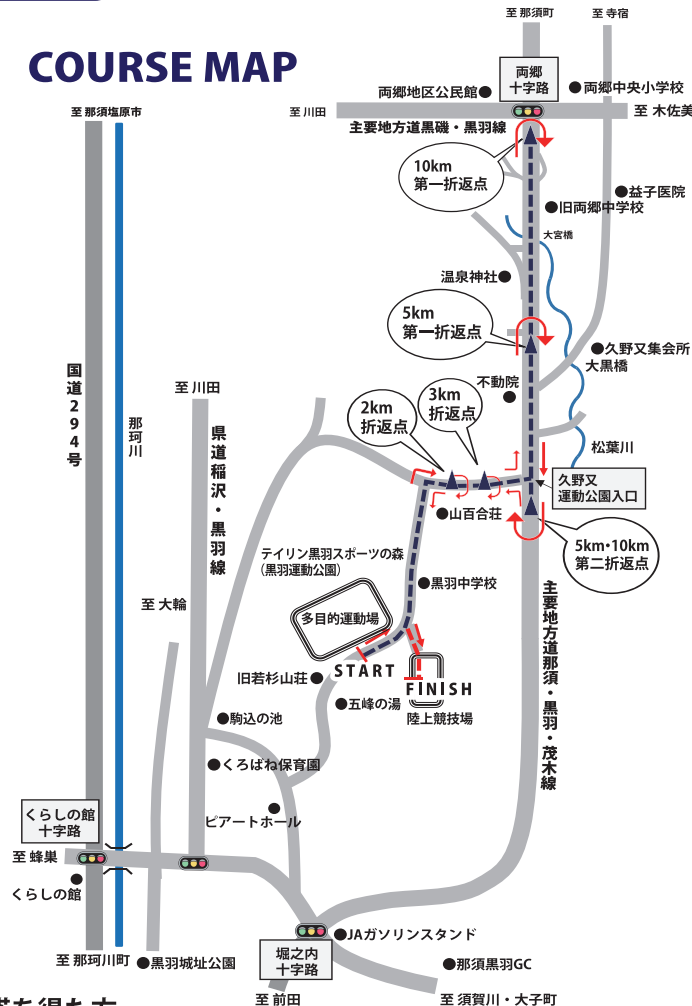 至 那須町
至 寺宿
COURSE MAP
両郷
十字路
両郷地区公民館
両郷中央小学校
至 那須塩原市
至 川田
至 木佐美
主要地方道黒磯・黒羽線
10km
第一折返点
益子医院
旧両郷中学校
大宮橋
温泉神社
5km
第一折返点
久野又集会所
大黒橋
国道294号
那珂川
至 川田
不動院
3km
折返点
2km
折返点
県道稲沢・黒羽線
松葉川
久野又
運動公園入口
山百合荘
5km・10km
第二折返点
テイリン黒羽スポーツの森
(黒羽運動公園)
黒羽中学校
主要地方道那須・黒羽・茂木線
至 大輪
多目的運動場
START
旧若杉山荘
FINISH
五峰の湯
陸上競技場
駒込の池
くろばね保育園
ピアートホール
くらしの館
十字路
至 蜂巣
くらしの館
JAガソリンスタンド
堀之内
十字路
至 那珂川町
黒羽城址公園
那須黒羽GC
至 前田
至 須賀川・大子町